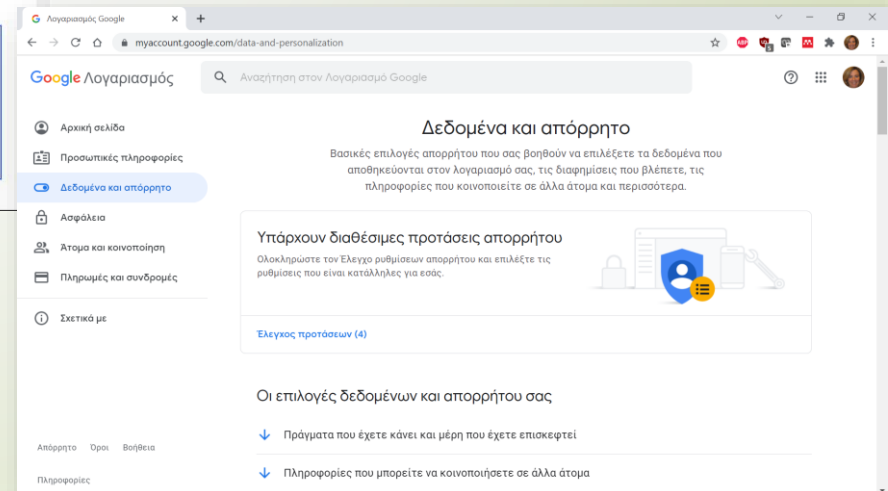 Λογαριασμός Google
myaccount.google.com/data-and-personalization
ABP
Google Λογαριασμός
Αναζήτηση στον Λογαριασμό Google
Αρχική σελίδα
Προσωπικές πληροφορίες
Δεδομένα και απόρρητο
Ασφάλεια
Άτομα και κοινοποίηση
Πληρωμές και συνδρομές
Σχετικά με
Απόρρητο Όροι Βοήθεια
Πληροφορίες
Δεδομένα και απόρρητο
Βασικές επιλογές απορρήτου που σας βοηθούν να επιλέξετε τα δεδομένα που
αποθηκεύονται στον λογαριασμό σας, τις διαφημίσεις που βλέπετε, τις
πληροφορίες που κοινοποιείτε σε άλλα άτομα και περισσότερα.
Υπάρχουν διαθέσιμες προτάσεις απορρήτου
Ολοκληρώστε τον Έλεγχο ρυθμίσεων απορρήτου και επιλέξτε τις
ρυθμίσεις που είναι κατάλληλες για εσάς.
Έλεγχος προτάσεων (4)
Οι επιλογές δεδομένων και απορρήτου σας
Πράγματα που έχετε κάνει και μέρη που έχετε επισκεφτεί
Πληροφορίες που μπορείτε να κοινοποιήσετε σε άλλα άτομα